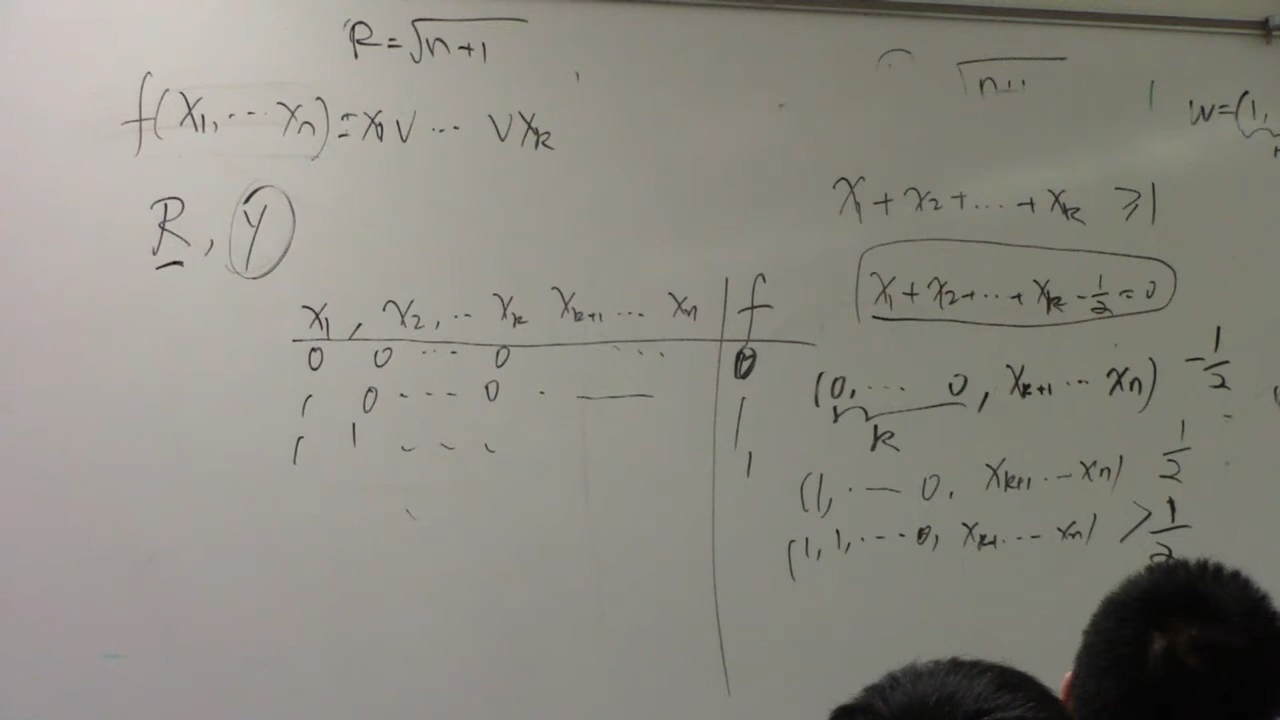 R = √n+1
f(x₁, ... xₙ) = x₁ ∨ ... ∨ xₖ
R, γ
x₁, x₂, .. xₖ xₖ₊₁ ... xₙ | f
0 0 ... 0 ... 0
1 0 ... 0 . — 1
1 1 . . . 1
√n+1
w = (1,
x₁ + x₂ + ... + xₖ ≥ 1
x₁ + x₂ + ... + xₖ - 1/2 = 0
(0, ... 0, xₖ₊₁ ... xₙ) -1/2
k
(1, . — 0, xₖ₊₁ ... xₙ) 1/2
(1, 1, ... 0, xₖ₊₁ ... xₙ) > 1/2